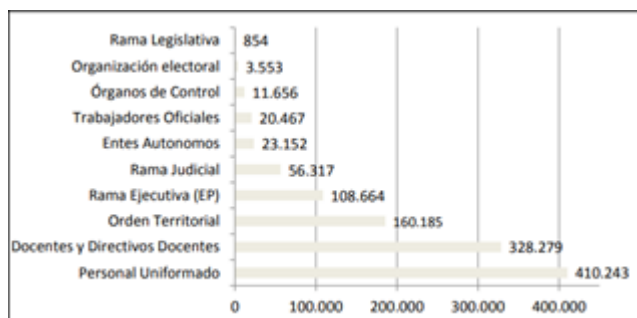 Rama Legislativa 854
Organización electoral 3.553
Órganos de Control 11.656
Trabajadores Oficiales 20.467
Entes Autonomos 23.152
Rama Judicial 56.317
Rama Ejecutiva (EP) 108.664
Orden Territorial 160.185
Docentes y Directivos Docentes 328.279
Personal Uniformado 410.243
0 100.000 200.000 300.000 400.000